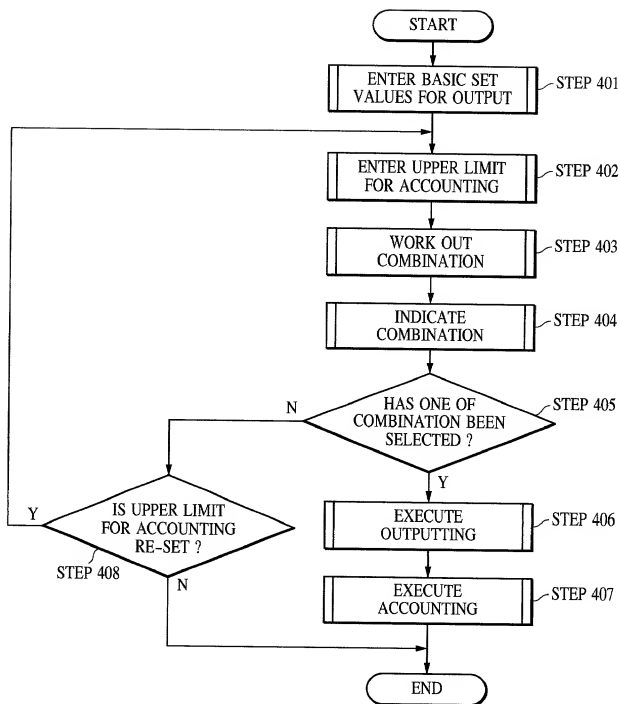 START
ENTER BASIC SET
VALUES FOR OUTPUT
STEP 401
ENTER UPPER LIMIT
FOR ACCOUNTING
STEP 402
WORK OUT
COMBINATION
STEP 403
INDICATE
COMBINATION
STEP 404
HAS ONE OF
COMBINATION BEEN
SELECTED ?
STEP 405
N
Y
IS UPPER LIMIT
FOR ACCOUNTING
RE-SET ?
Y
STEP 408
N
EXECUTE
OUTPUTTING
STEP 406
EXECUTE
ACCOUNTING
STEP 407
END